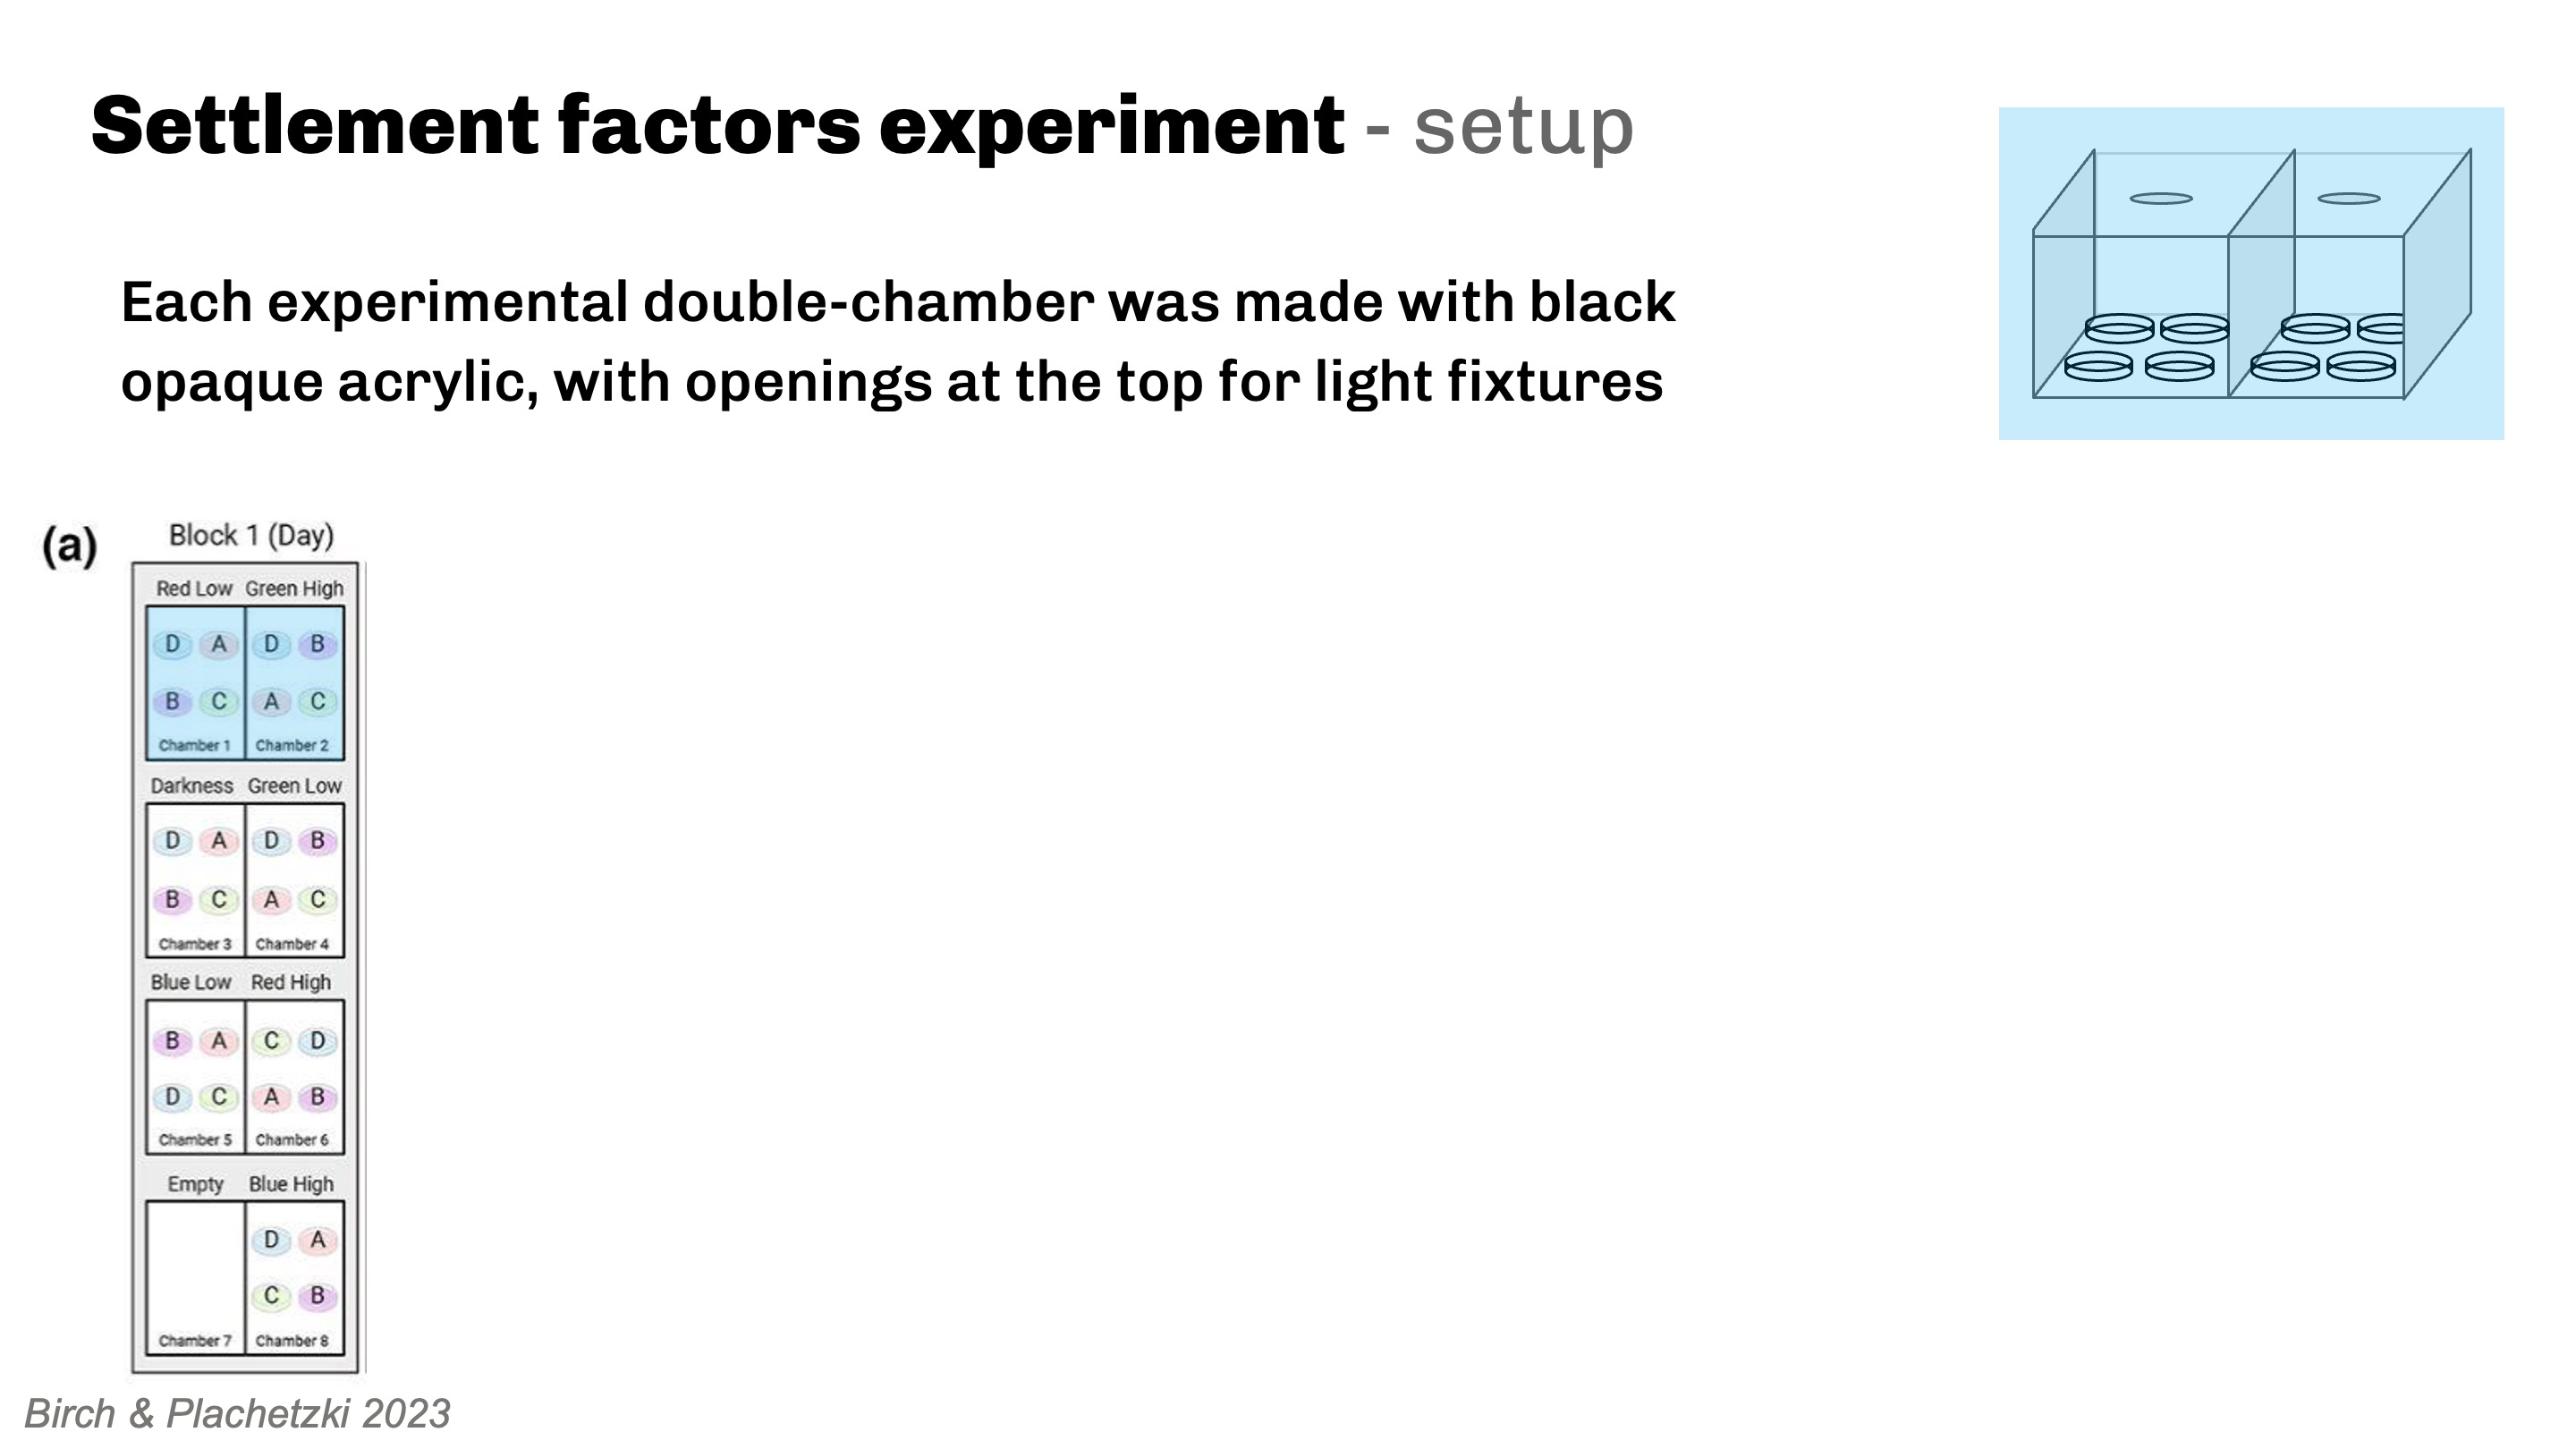 Settlement factors experiment - setup
Each experimental double-chamber was made with black
opaque acrylic, with openings at the top for light fixtures
(a)
Block 1 (Day)
Red Low Green High
D A D B
B C A C
Chamber 1 Chamber 2
Darkness Green Low
D A D B
B C A C
Chamber 3 Chamber 4
Blue Low Red High
B A C D
D C A B
Chamber 5 Chamber 6
Empty Blue High
D A
C B
Chamber 7 Chamber 8
Birch & Plachetzki 2023